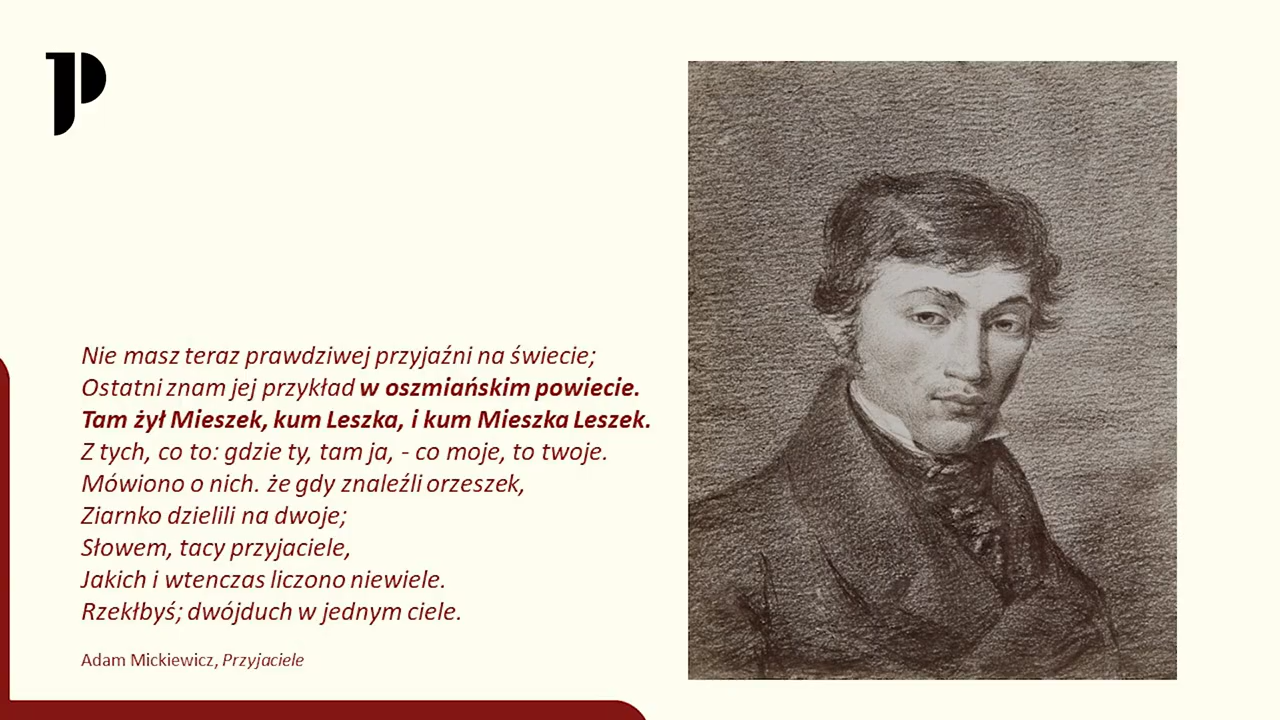 Nie masz teraz prawdziwej przyjaźni na świecie;
Ostatni znam jej przykład w oszmiańskim powiecie.
Tam żył Mieszek, kum Leszka, i kum Mieszka Leszek.
Z tych, co to: gdzie ty, tam ja, - co moje, to twoje.
Mówiono o nich. że gdy znaleźli orzeszek,
Ziarnko dzielili na dwoje;
Słowem, tacy przyjaciele,
Jakich i wtenczas liczono niewiele.
Rzekłbyś; dwójduch w jednym ciele.
Adam Mickiewicz, Przyjaciele